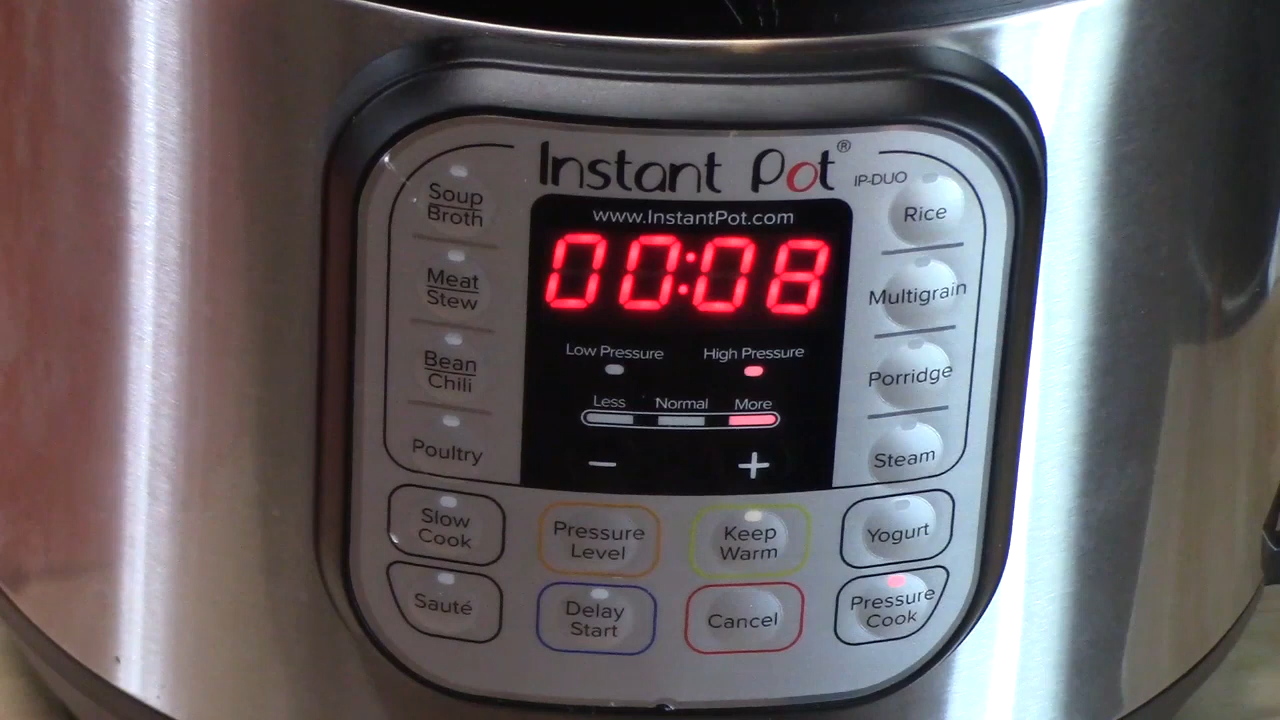 Instant Pot®
IP-DUO
www.InstantPot.com
00:08
Low Pressure
High Pressure
Less
Normal
More
−
+
Soup
Broth
Meat
Stew
Bean
Chili
Poultry
Rice
Multigrain
Porridge
Steam
Slow
Cook
Pressure
Level
Keep
Warm
Yogurt
Sauté
Delay
Start
Cancel
Pressure
Cook